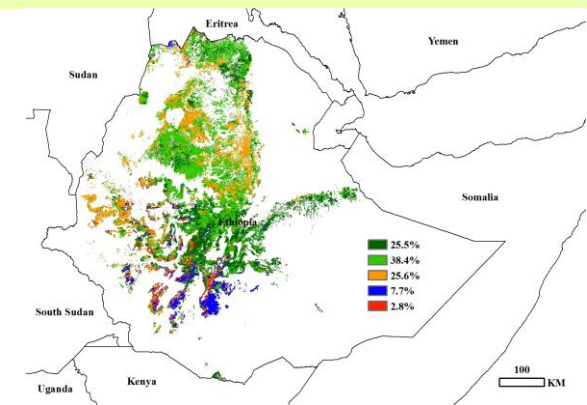 Eritrea
Yemen
Sudan
Somalia
Ethiopia
25.5%
38.4%
25.6%
7.7%
2.8%
South Sudan
100
KM
Uganda
Kenya